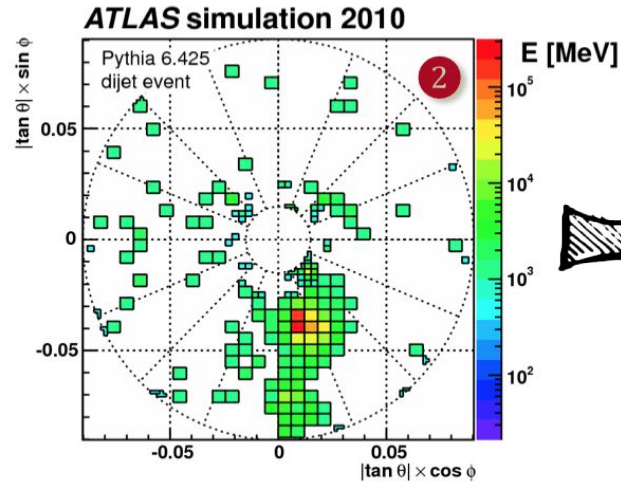 ATLAS simulation 2010
Pythia 6.425
dijet event
2
E [MeV]
|tan θ| × sin ϕ
10⁵
0.05
10⁴
0
10³
-0.05
10²
-0.05 0 0.05
|tan θ| × cos ϕ